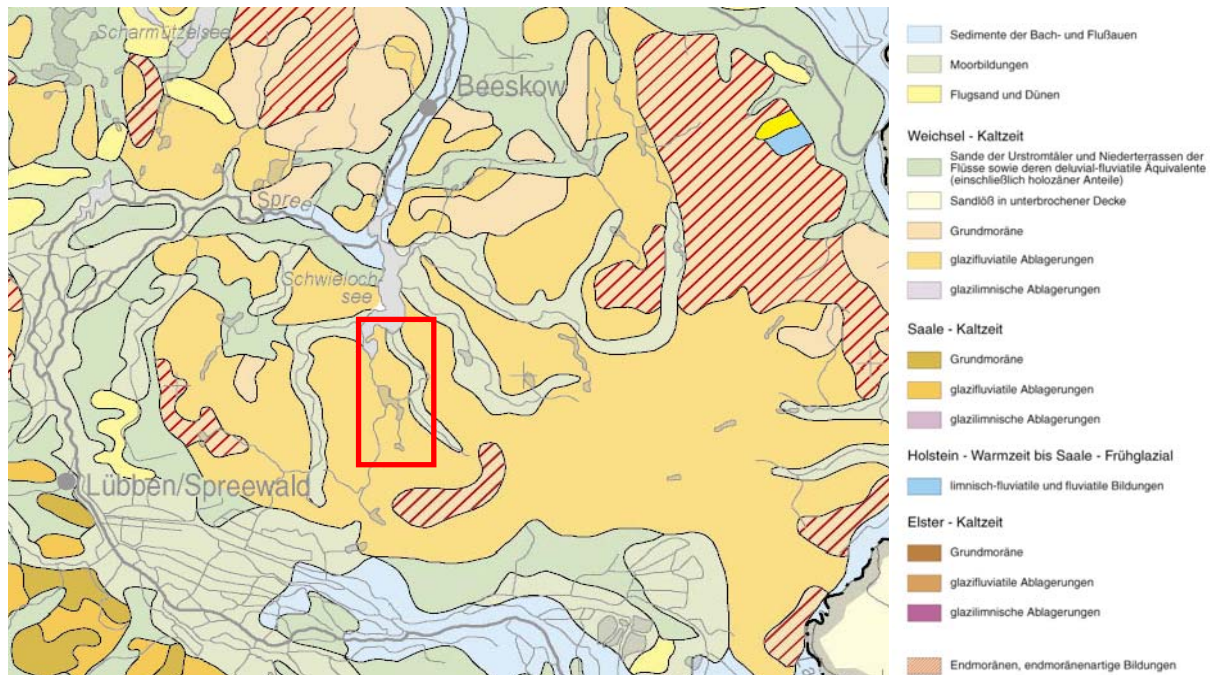 Scharmützelsee
Beeskow
Spree
Schwieloch-
see
Lübben/Spreewald
Sedimente der Bach- und Flußauen
Moorbildungen
Flugsand und Dünen
Weichsel - Kaltzeit
Sande der Urstromtäler und Niederterrassen der
Flüsse sowie deren deluvial-fluviatile Äquivalente
(einschließlich holozäner Anteile)
Sandlöß in unterbrochener Decke
Grundmoräne
glazifluviatile Ablagerungen
glazilimnische Ablagerungen
Saale - Kaltzeit
Grundmoräne
glazifluviatile Ablagerungen
glazilimnische Ablagerungen
Holstein - Warmzeit bis Saale - Frühglazial
limnisch-fluviatile und fluviatile Bildungen
Elster - Kaltzeit
Grundmoräne
glazifluviatile Ablagerungen
glazilimnische Ablagerungen
Endmoränen, endmoränenartige Bildungen